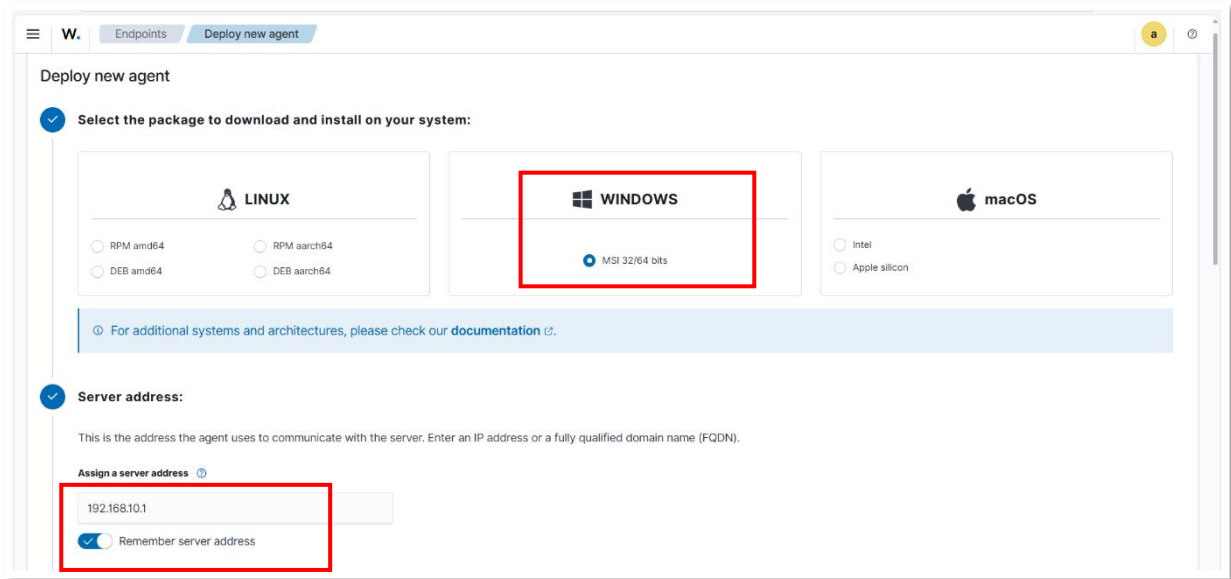 W. Endpoints Deploy new agent a
Deploy new agent
Select the package to download and install on your system:
LINUX
RPM amd64 RPM aarch64
DEB amd64 DEB aarch64
WINDOWS
MSI 32/64 bits
macOS
Intel
Apple silicon
For additional systems and architectures, please check our documentation.
Server address:
This is the address the agent uses to communicate with the server. Enter an IP address or a fully qualified domain name (FQDN).
Assign a server address
192.168.10.1
Remember server address